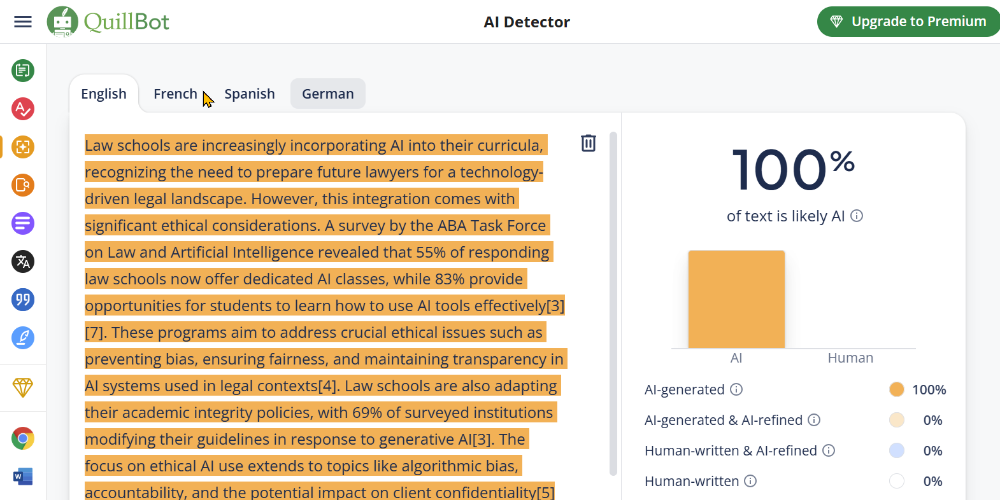 QuillBot
AI Detector
Upgrade to Premium
English
French
Spanish
German
Law schools are increasingly incorporating AI into their curricula,
recognizing the need to prepare future lawyers for a technology-
driven legal landscape. However, this integration comes with
significant ethical considerations. A survey by the ABA Task Force
on Law and Artificial Intelligence revealed that 55% of responding
law schools now offer dedicated AI classes, while 83% provide
opportunities for students to learn how to use AI tools effectively[3]
[7]. These programs aim to address crucial ethical issues such as
preventing bias, ensuring fairness, and maintaining transparency in
AI systems used in legal contexts[4]. Law schools are also adapting
their academic integrity policies, with 69% of surveyed institutions
modifying their guidelines in response to generative AI[3]. The
focus on ethical AI use extends to topics like algorithmic bias,
accountability, and the potential impact on client confidentiality[5]
100%
of text is likely AI
AI
Human
AI-generated 100%
AI-generated & AI-refined 0%
Human-written & AI-refined 0%
Human-written 0%
A
文A
99
W